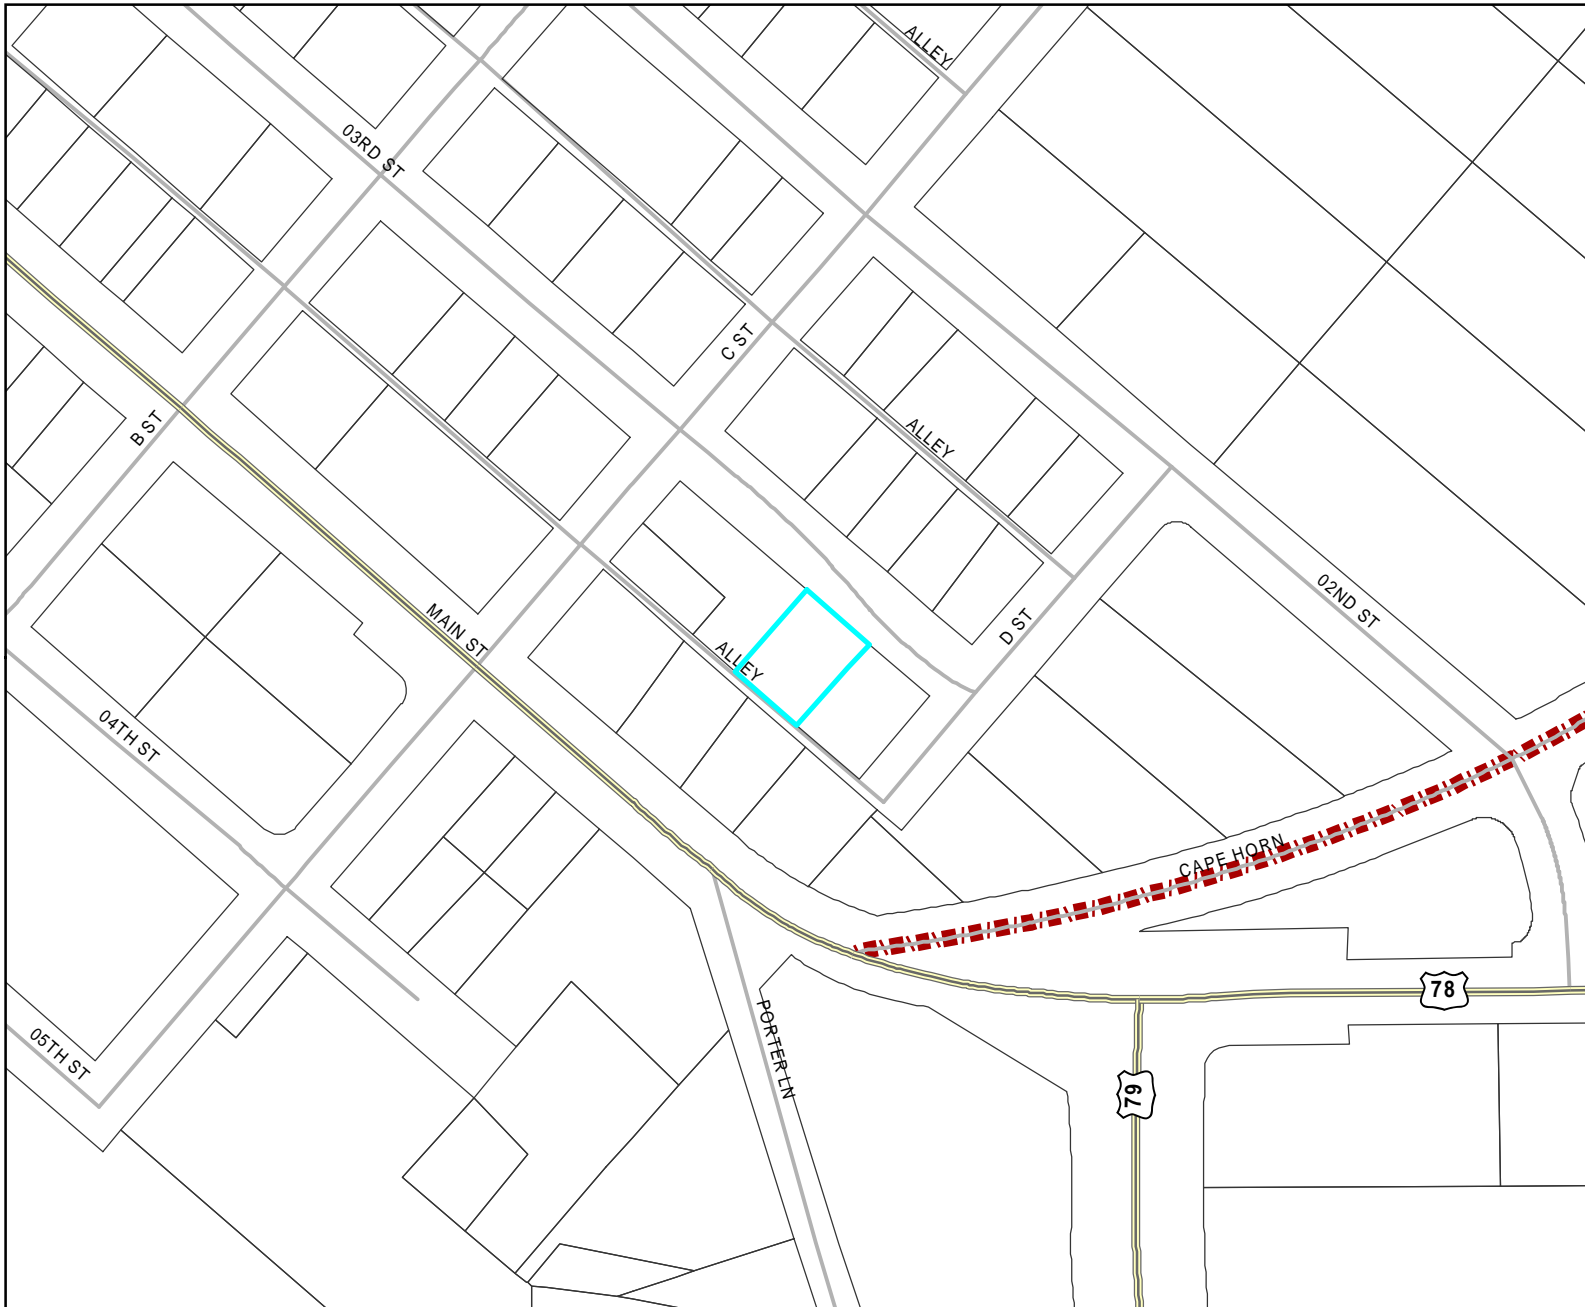 ALLEY
03RD ST
C ST
B ST
ALLEY
02ND ST
MAIN ST
D ST
ALLEY
04TH ST
CAPE HORN
78
PORTER LN
05TH ST
79